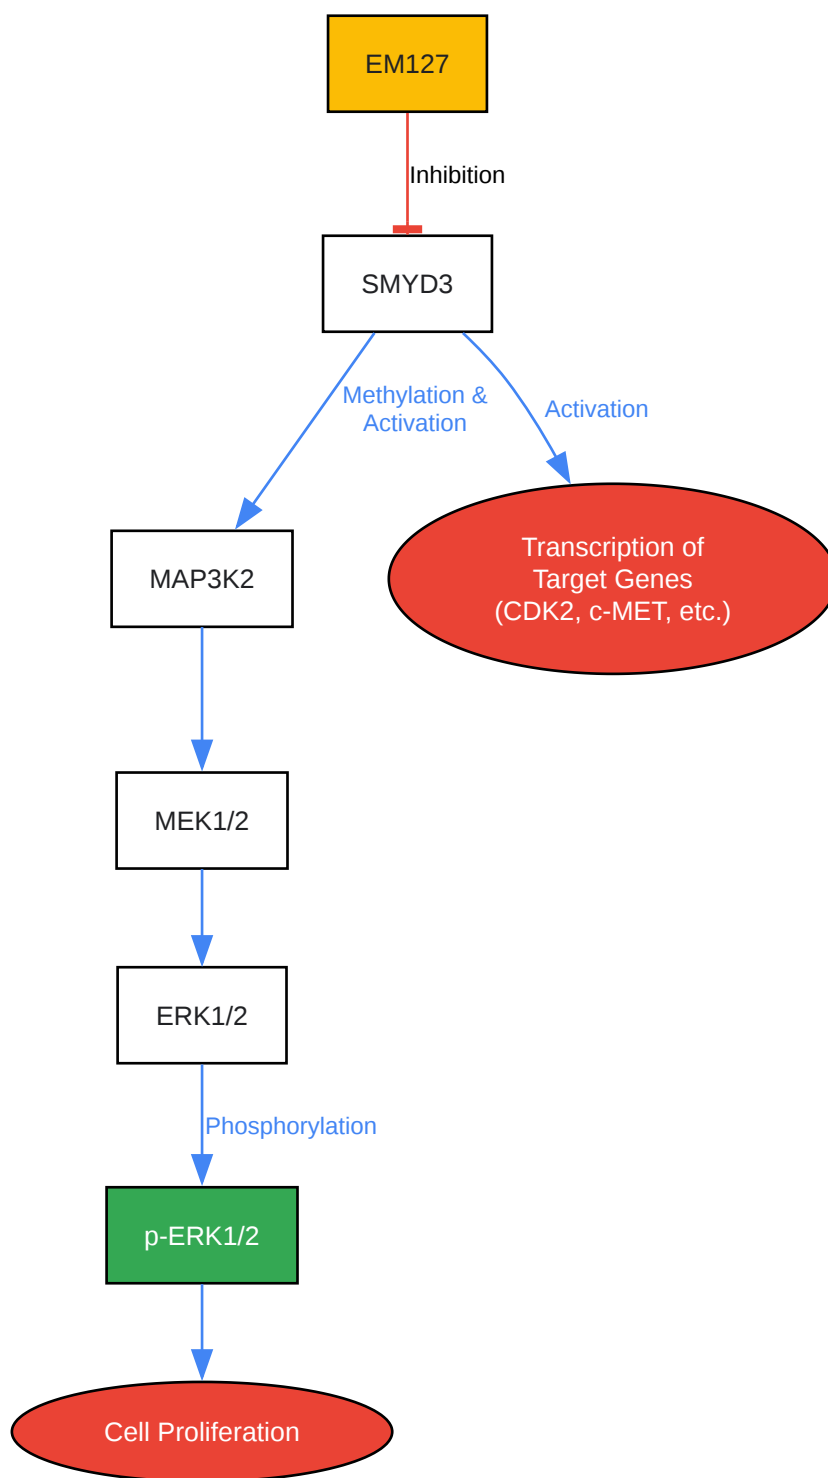 EM127
Inhibition
SMYD3
Methylation &
Activation
Activation
MAP3K2
Transcription of
Target Genes
(CDK2, c-MET, etc.)
MEK1/2
ERK1/2
Phosphorylation
p-ERK1/2
Cell Proliferation